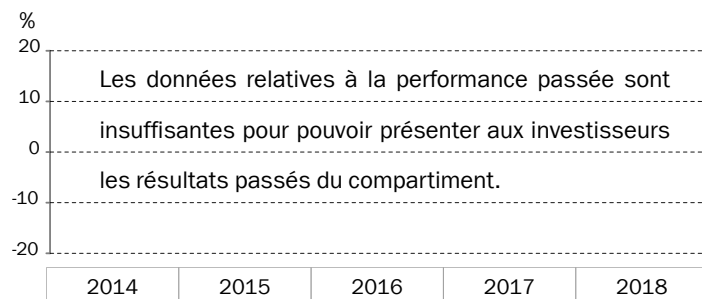 %
20
Les données relatives à la performance passée sont
10
insuffisantes pour pouvoir présenter aux investisseurs
0
les résultats passés du compartiment.
-10
-20
2014 2015 2016 2017 2018